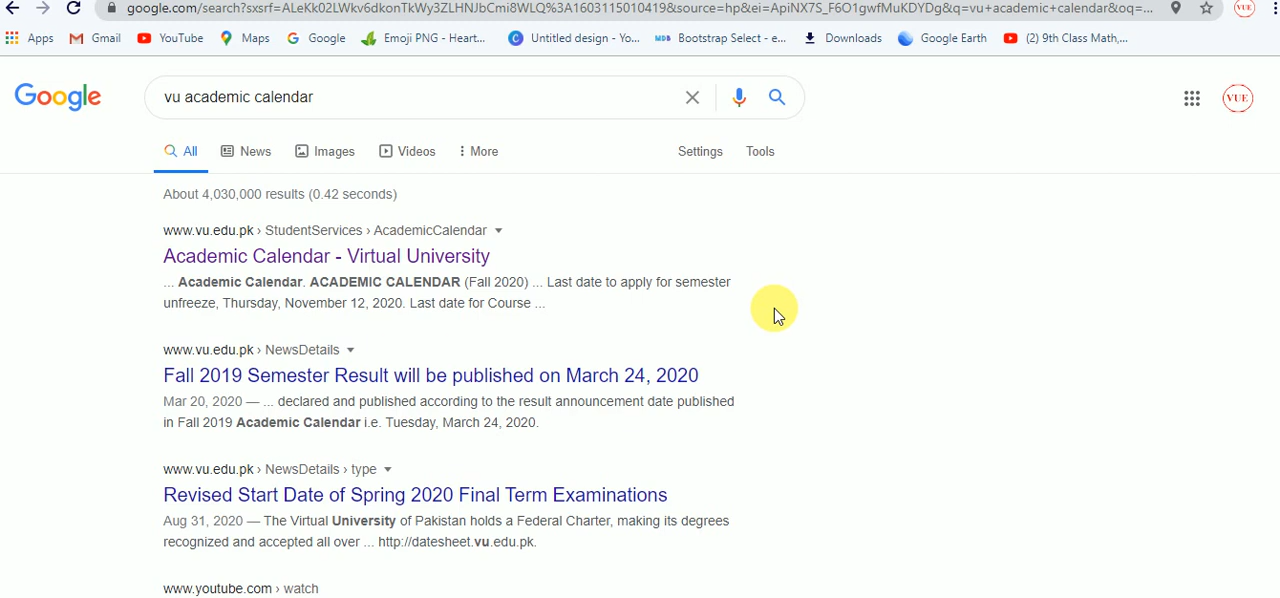 google.com/search?sxsrf=ALeKk02LWkv6dkonTkWy3ZLHNJbCmi8WLQ%3A1603115010419&source=hp&ei=ApiNX7S_F6O1gwfMuKDYDg&q=vu+academic+calendar&oq=...
VUE
Apps Gmail YouTube Maps Google Emoji PNG - Heart... Untitled design - Yo... Bootstrap Select - e... Downloads Google Earth (2) 9th Class Math,...
Google
vu academic calendar
VUE
All News Images Videos More Settings Tools
About 4,030,000 results (0.42 seconds)
www.vu.edu.pk › StudentServices › AcademicCalendar
Academic Calendar - Virtual University
... Academic Calendar. ACADEMIC CALENDAR (Fall 2020) ... Last date to apply for semester
unfreeze, Thursday, November 12, 2020. Last date for Course ...
www.vu.edu.pk › NewsDetails
Fall 2019 Semester Result will be published on March 24, 2020
Mar 20, 2020 — ... declared and published according to the result announcement date published
in Fall 2019 Academic Calendar i.e. Tuesday, March 24, 2020.
www.vu.edu.pk › NewsDetails › type
Revised Start Date of Spring 2020 Final Term Examinations
Aug 31, 2020 — The Virtual University of Pakistan holds a Federal Charter, making its degrees
recognized and accepted all over ... http://datesheet.vu.edu.pk.
www.youtube.com › watch